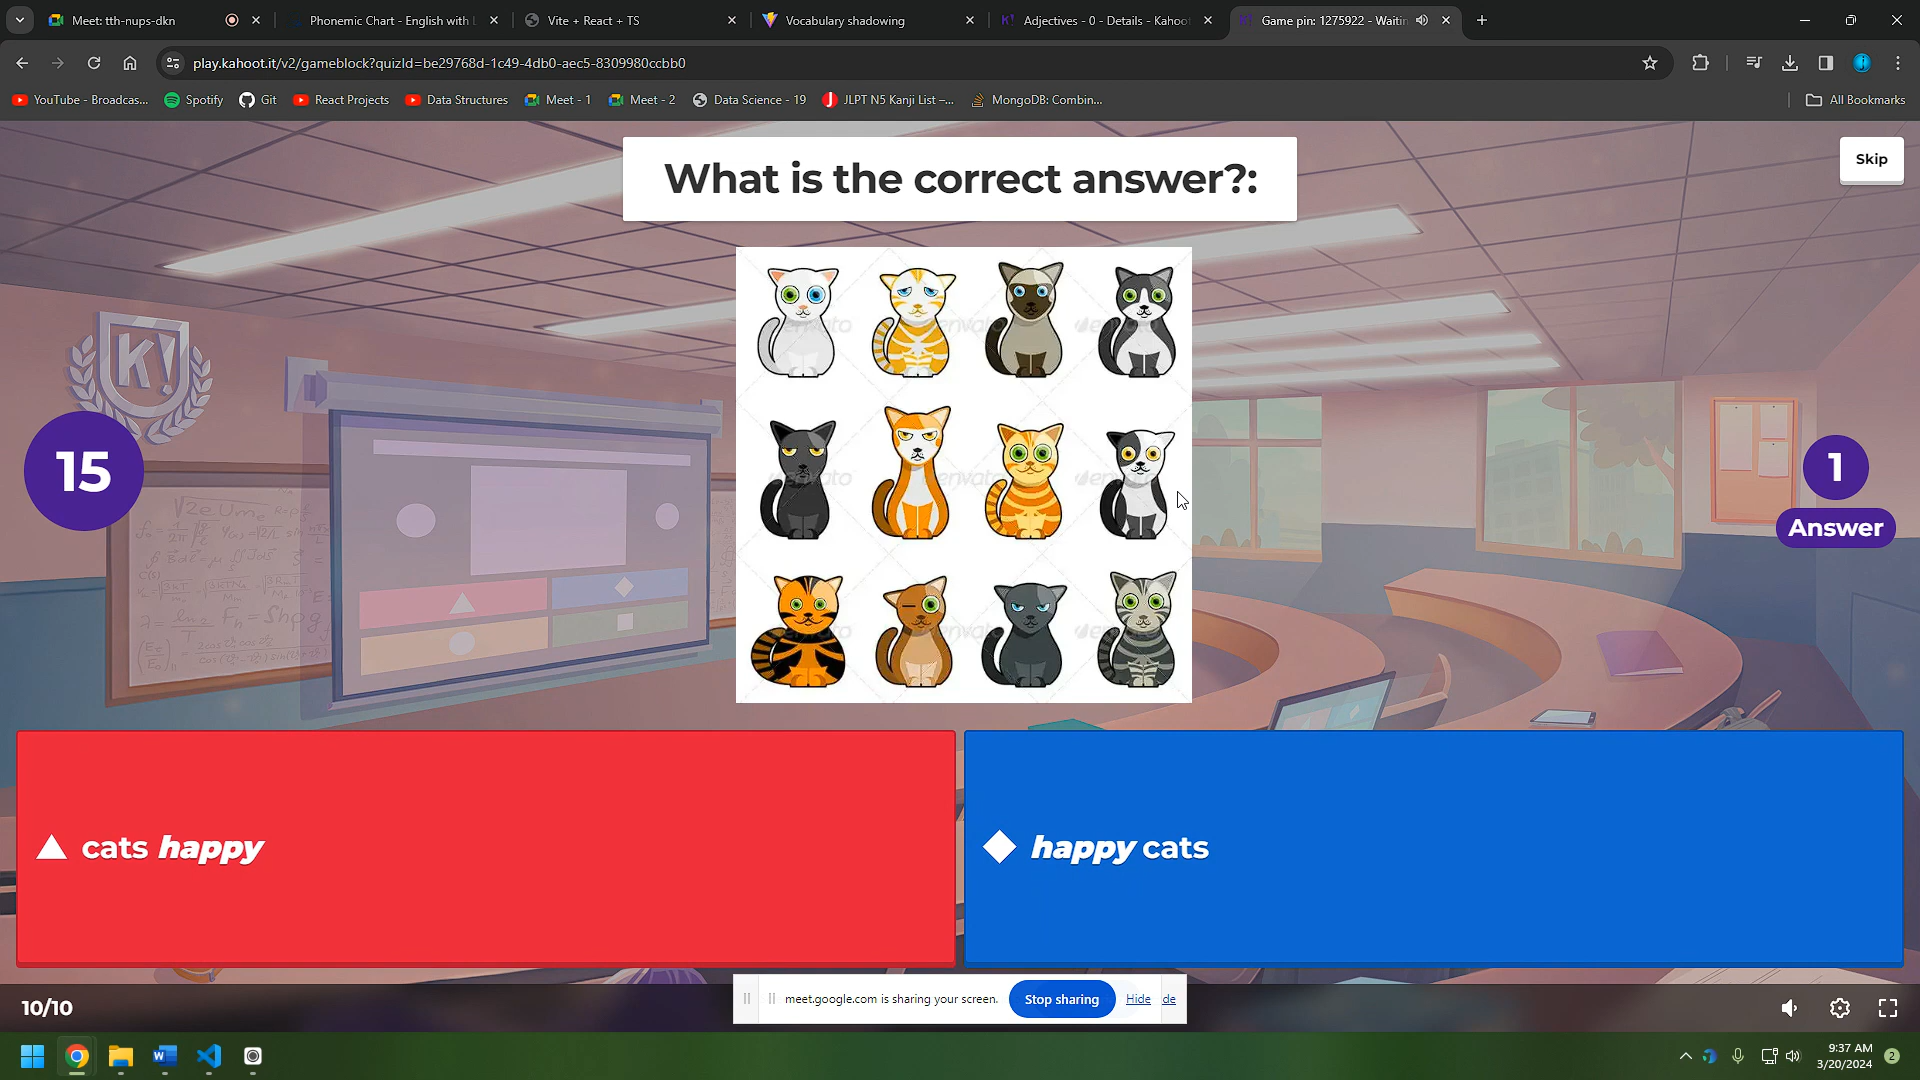 Meet: tth-nups-dkn
Phonemic Chart - English with L
Vite + React + TS
Vocabulary shadowing
Adjectives - 0 - Details - Kahoot
Game pin: 1275922 - Waitin
play.kahoot.it/v2/gameblock?quizId=be29768d-1c49-4db0-aec5-8309980ccbb0
YouTube - Broadcas...
Spotify
Git
React Projects
Data Structures
Meet - 1
Meet - 2
Data Science - 19
JLPT N5 Kanji List –...
MongoDB: Combin...
All Bookmarks
What is the correct answer?:
Skip
K!
15
1
Answer
cats happy
happy cats
meet.google.com is sharing your screen.
Stop sharing
Hide
de
10/10
9:37 AM
3/20/2024
2